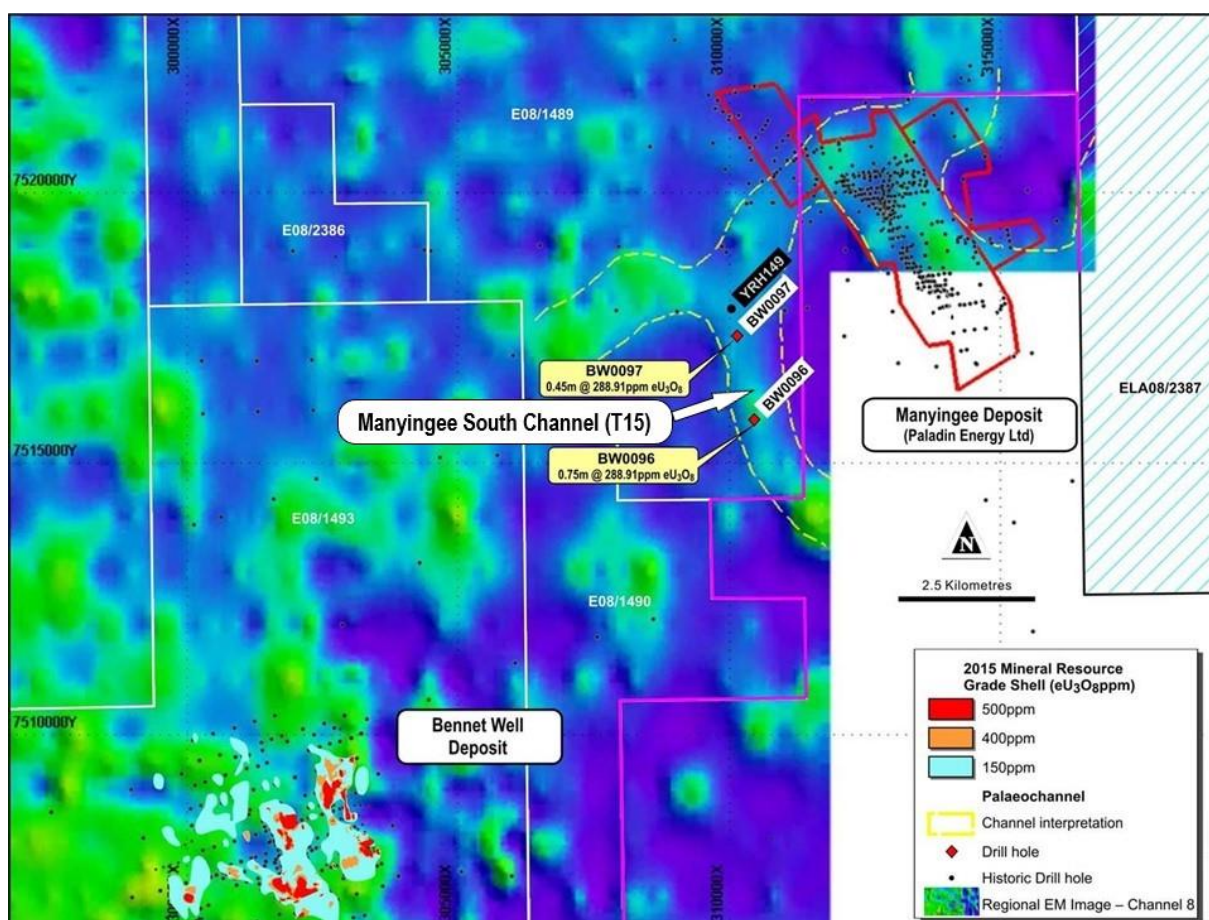 300000X
305000X
310000X
315000X
E08/1489
7520000Y
E08/2386
YRH149
BW0097
BW0097
0.45m @ 288.91ppm eU₃O₈
BW0096
ELA08/2387
Manyingee South Channel (T15)
Manyingee Deposit
(Paladin Energy Ltd)
7515000Y
BW0096
0.75m @ 288.91ppm eU₃O₈
E08/1493
N
2.5 Kilometres
E08/1490
2015 Mineral Resource
Grade Shell (eU₃O₈ppm)
500ppm
7510000Y
Bennet Well
Deposit
400ppm
150ppm
Palaeochannel
Channel interpretation
Drill hole
Historic Drill hole
Regional EM Image – Channel 8
305000X
310000X